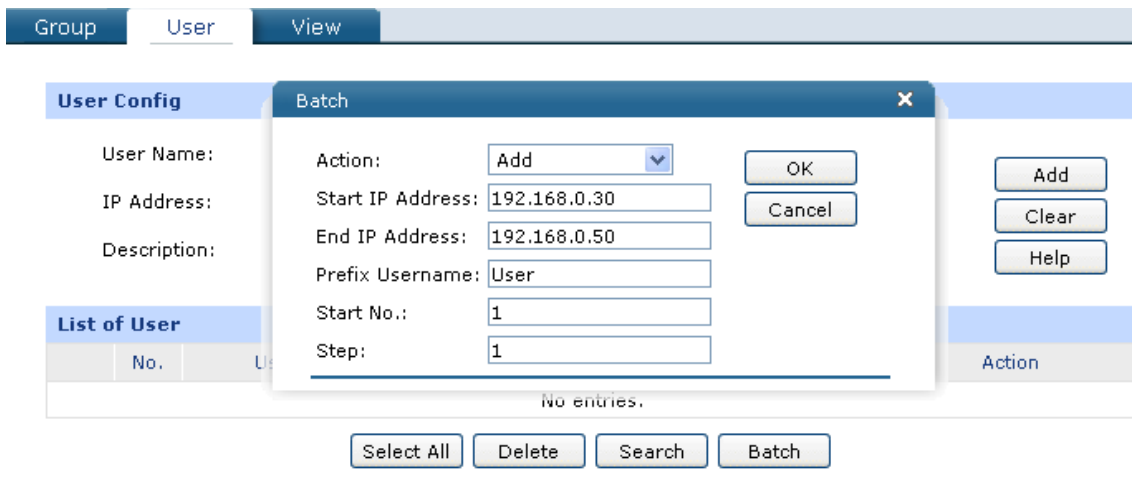 Group User View
User Config
Batch
User Name:
IP Address:
Description:
Action: Add
Start IP Address: 192.168.0.30
End IP Address: 192.168.0.50
Prefix Username: User
Start No.: 1
Step: 1
OK
Cancel
Add
Clear
Help
List of User
No. Action
No entries.
Select All Delete Search Batch